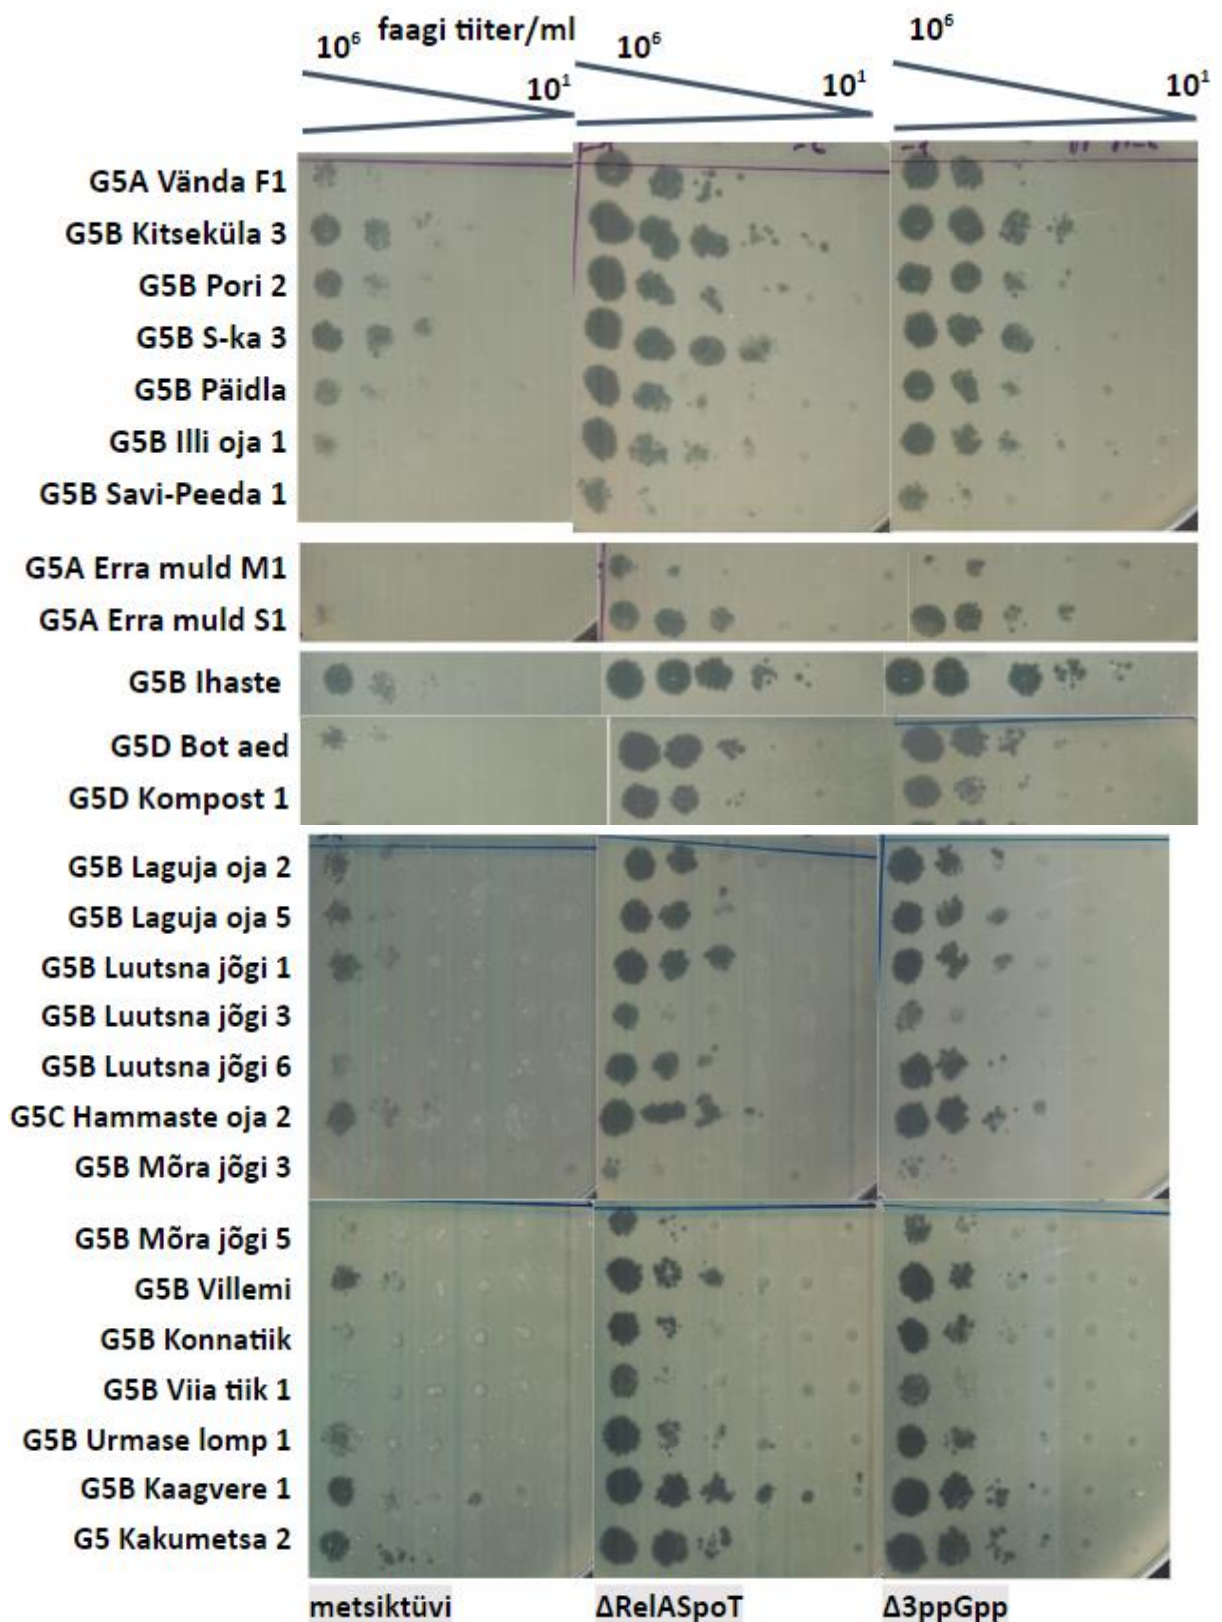 faagi tiiter/ml
10⁶ 10¹ 10⁶ 10¹ 10⁶ 10¹
G5A Vända F1
G5B Kitseküla 3
G5B Pori 2
G5B S-ka 3
G5B Päidla
G5B Illi oja 1
G5B Savi-Peeda 1
G5A Erra muld M1
G5A Erra muld S1
G5B Ihaste
G5D Bot aed
G5D Kompost 1
G5B Laguja oja 2
G5B Laguja oja 5
G5B Luutsna jõgi 1
G5B Luutsna jõgi 3
G5B Luutsna jõgi 6
G5C Hammaste oja 2
G5B Mõra jõgi 3
G5B Mõra jõgi 5
G5B Villemi
G5B Konnatiik
G5B Viia tiik 1
G5B Urmase lomp 1
G5B Kaagvere 1
G5 Kakumetsa 2
metsiktüvi ΔRelASpoT Δ3ppGpp